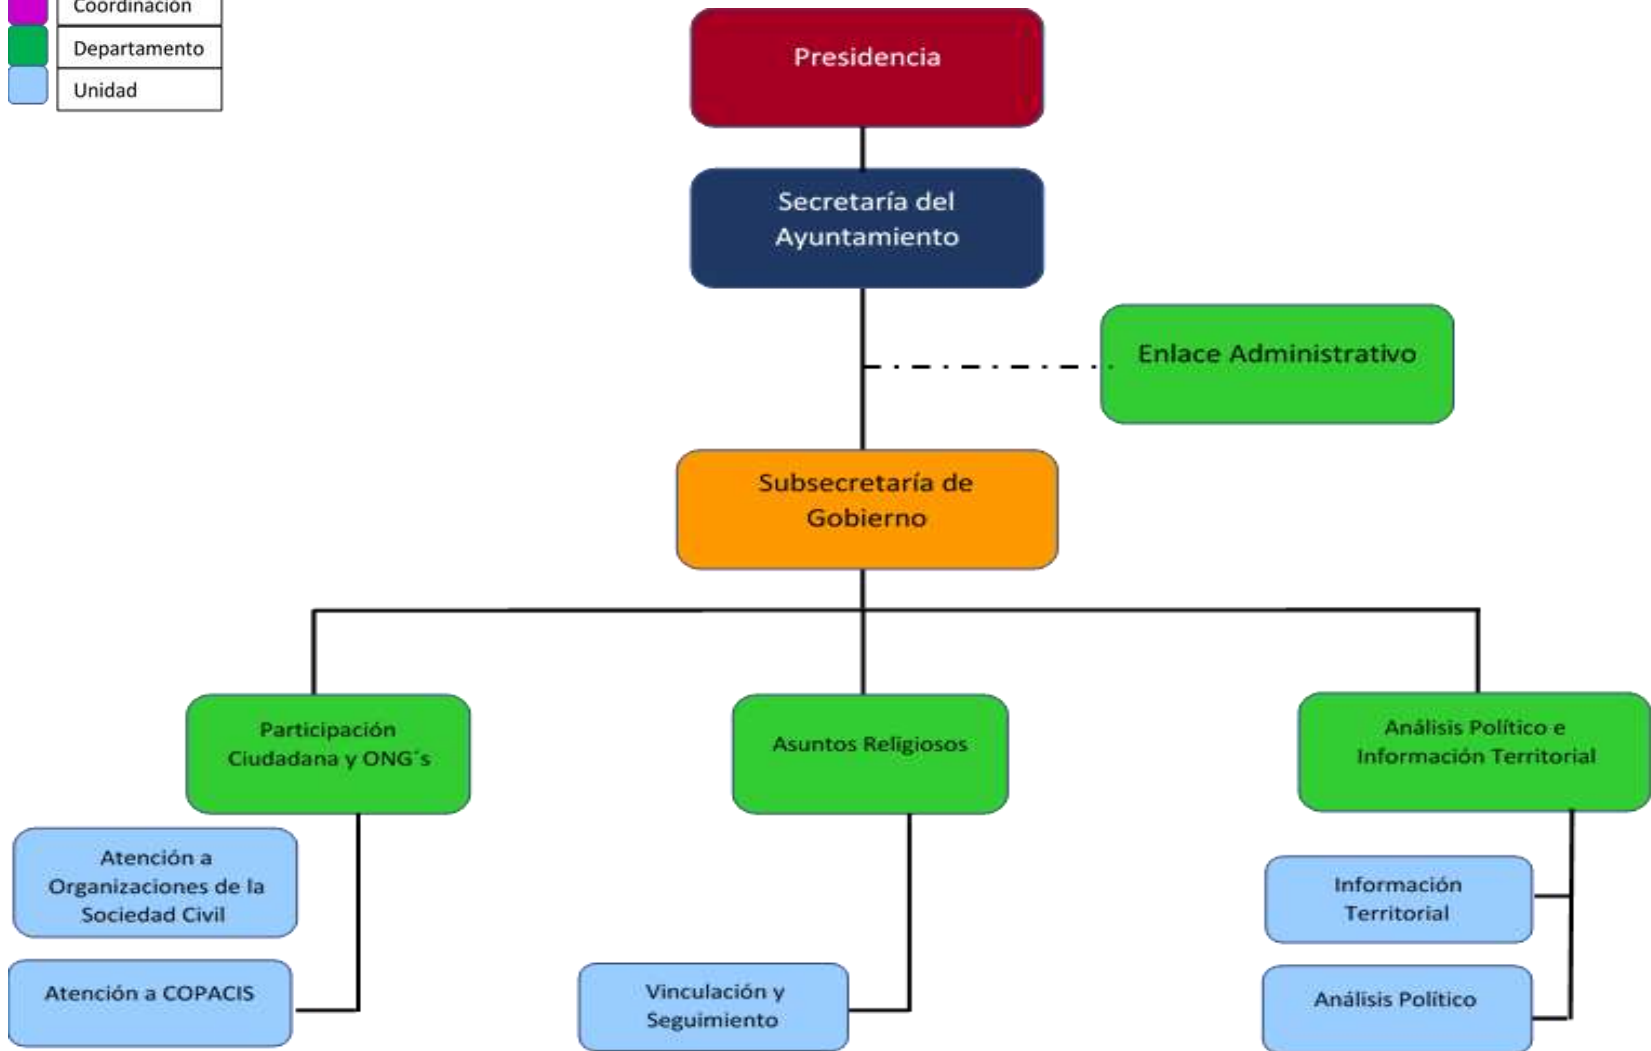 Coordinación
Departamento
Unidad
Presidencia
Secretaría del
Ayuntamiento
Enlace Administrativo
Subsecretaría de
Gobierno
Participación
Ciudadana y ONG´s
Asuntos Religiosos
Análisis Político e
Información Territorial
Atención a
Organizaciones de la
Sociedad Civil
Información
Territorial
Atención a COPACIS
Vinculación y
Seguimiento
Análisis Político